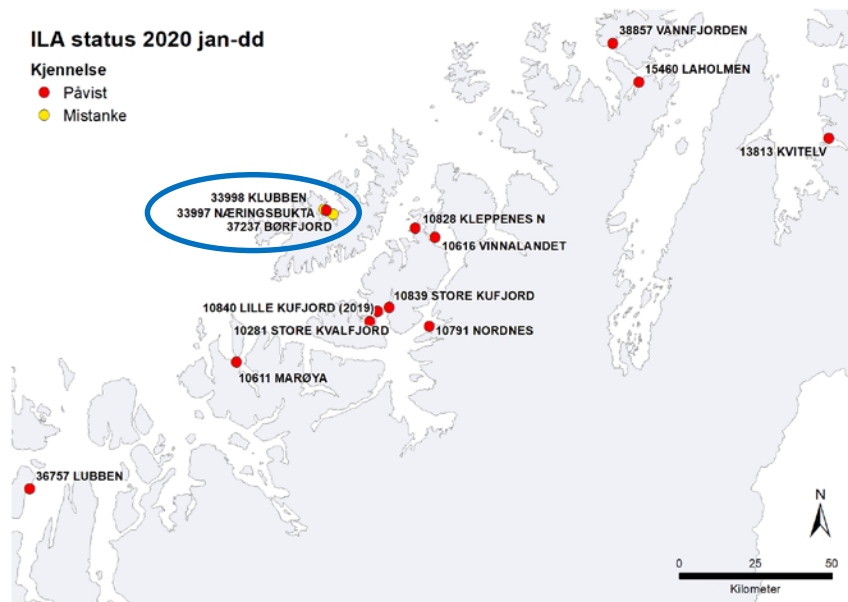 ILA status 2020 jan-dd
Kjennelse
Påvist
Mistanke
38857 VANNFJORDEN
15460 LAHOLMEN
13813 KVITELV
33998 KLUBBEN
33997 NÆRINGSBUKTA
37237 BØRFJORD
10828 KLEPPENES N
10616 VINNALANDET
10840 LILLE KUFJORD (2019)
10839 STORE KUFJORD
10281 STORE KVALFJORD
10791 NORDNES
10611 MARØYA
36757 LUBBEN
N
0 25 50
Kilometer